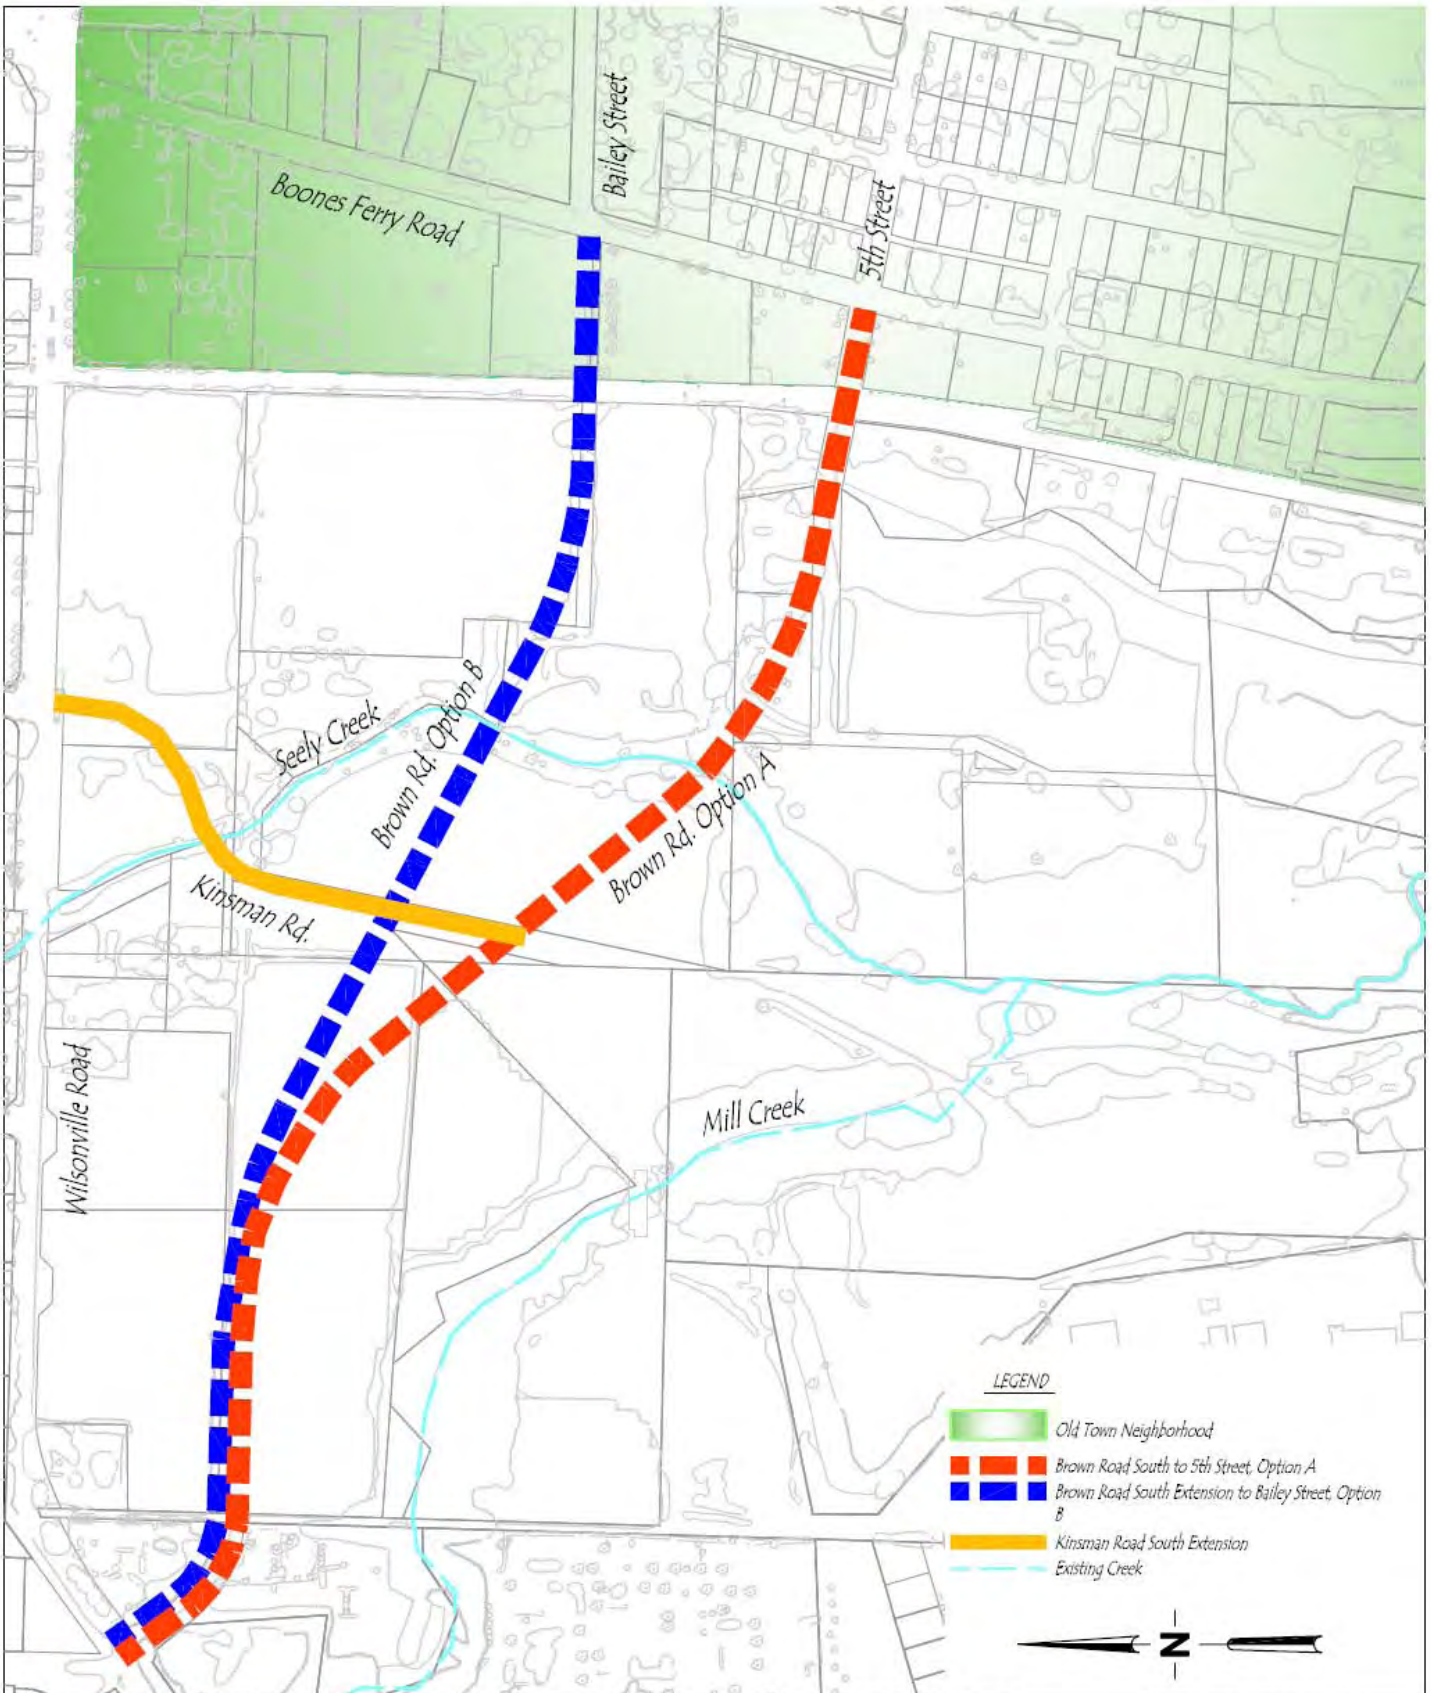 Bailey Street
Boones Ferry Road
5th Street
Seely Creek
Brown Rd. Option B
Brown Rd. Option A
Kinsman Rd.
Wilsonville Road
Mill Creek
LEGEND
Old Town Neighborhood
Brown Road South to 5th Street, Option A
Brown Road South Extension to Bailey Street, Option
B
Kinsman Road South Extension
Existing Creek
N